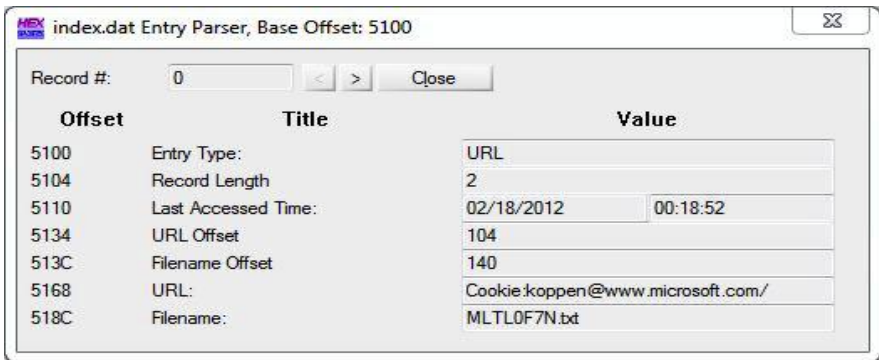 index.dat Entry Parser, Base Offset: 5100
Record #: 0 < > Close
Offset Title Value
5100 Entry Type: URL
5104 Record Length 2
5110 Last Accessed Time: 02/18/2012 00:18:52
5134 URL Offset 104
513C Filename Offset 140
5168 URL: Cookie:koppen@www.microsoft.com/
518C Filename: MLTL0F7N.txt